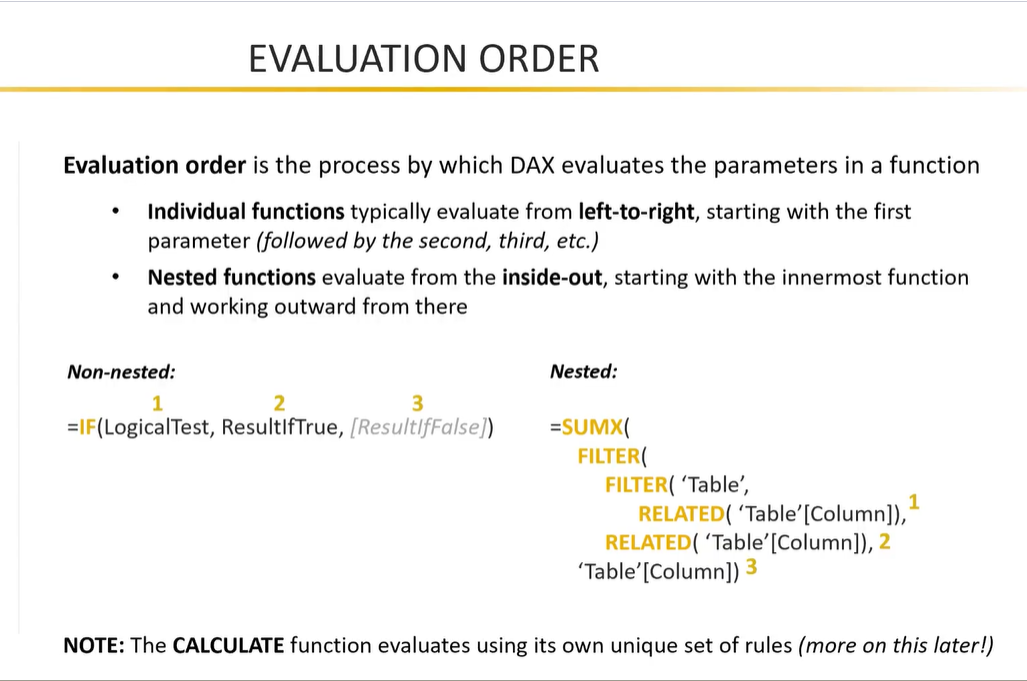 EVALUATION ORDER
Evaluation order is the process by which DAX evaluates the parameters in a function
• Individual functions typically evaluate from left-to-right, starting with the first
parameter (followed by the second, third, etc.)
• Nested functions evaluate from the inside-out, starting with the innermost function
and working outward from there
Non-nested:
1 2 3
=IF(LogicalTest, ResultIfTrue, [ResultIfFalse])
Nested:
=SUMX(
FILTER(
FILTER( ‘Table’,
RELATED( ‘Table’[Column]),1
RELATED( ‘Table’[Column]), 2
‘Table’[Column]) 3
NOTE: The CALCULATE function evaluates using its own unique set of rules (more on this later!)